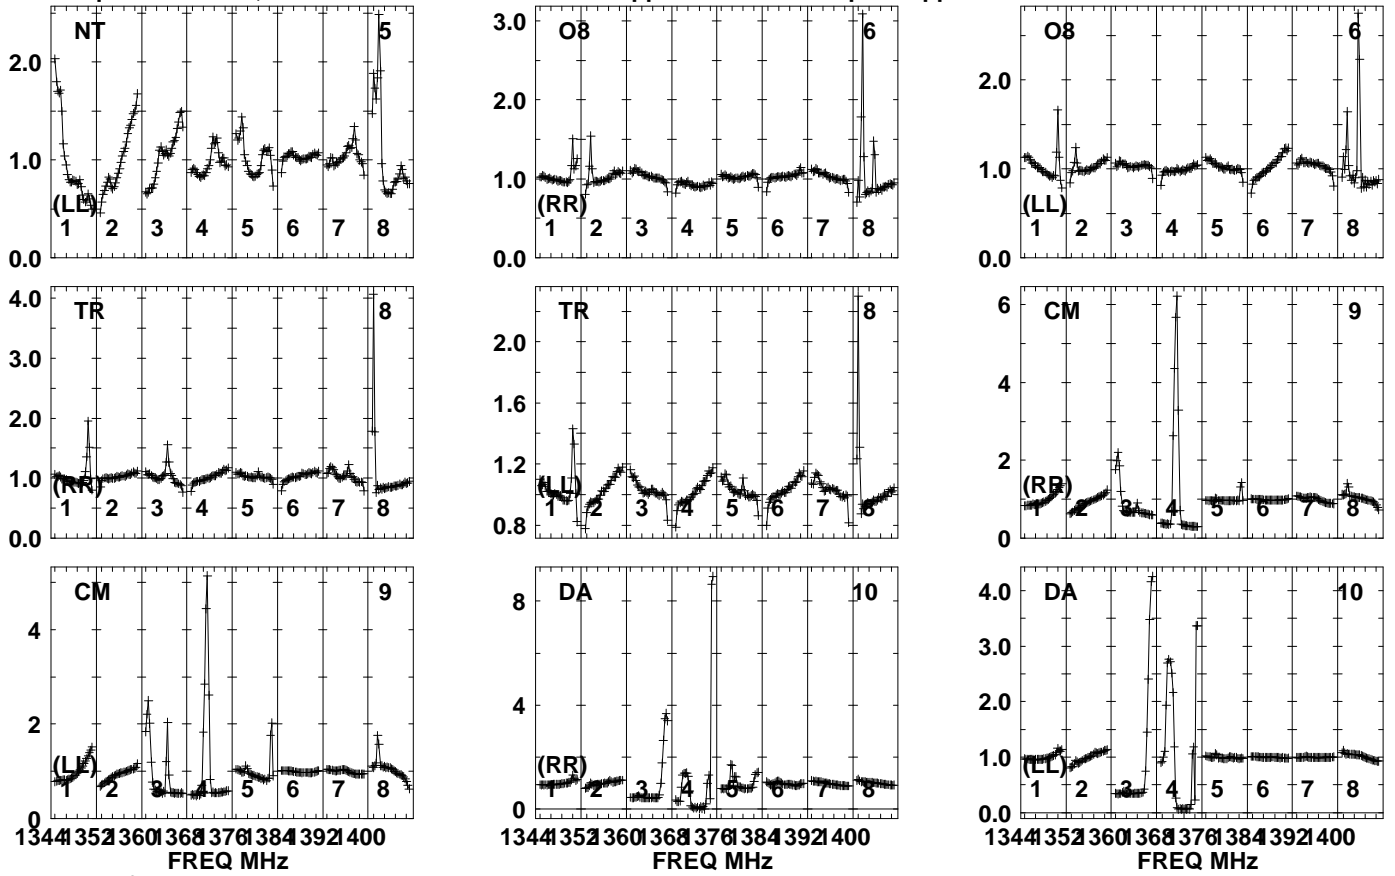 NT 5 O8 6 O8 6
2.0 3.0 2.0
1.0 2.0 1.0
(LL) 1.0 (LL)
1 2 3 4 5 6 7 8 (RR) 1 2 3 4 5 6 7 8 1 2 3 4 5 6 7 8
0.0 0.0 0.0
TR 8 TR 8 CM 9
4.0 2.0 6
3.0 1.6 4
2.0 1.2 2
1.0 (RR) (LL) (RR)
1 2 3 4 5 6 7 8 1.0 1 2 3 4 5 6 7 8 1 2 3 4 5 6 7 8
0.0 0.8 0
CM 9 DA 10 DA 10
4 8 4.0
2 4 3.0
(LL) (RR) 2.0
1 2 3 4 5 6 7 8 1 2 3 4 5 6 7 8 1.0 (LL) 1 2 3 4 5 6 7 8
0 0 0.0
1344 1352 1360 1368 1376 1384 1392 1400 1344 1352 1360 1368 1376 1384 1392 1400 1344 1352 1360 1368 1376 1384 1392 1400
FREQ MHz FREQ MHz FREQ MHz